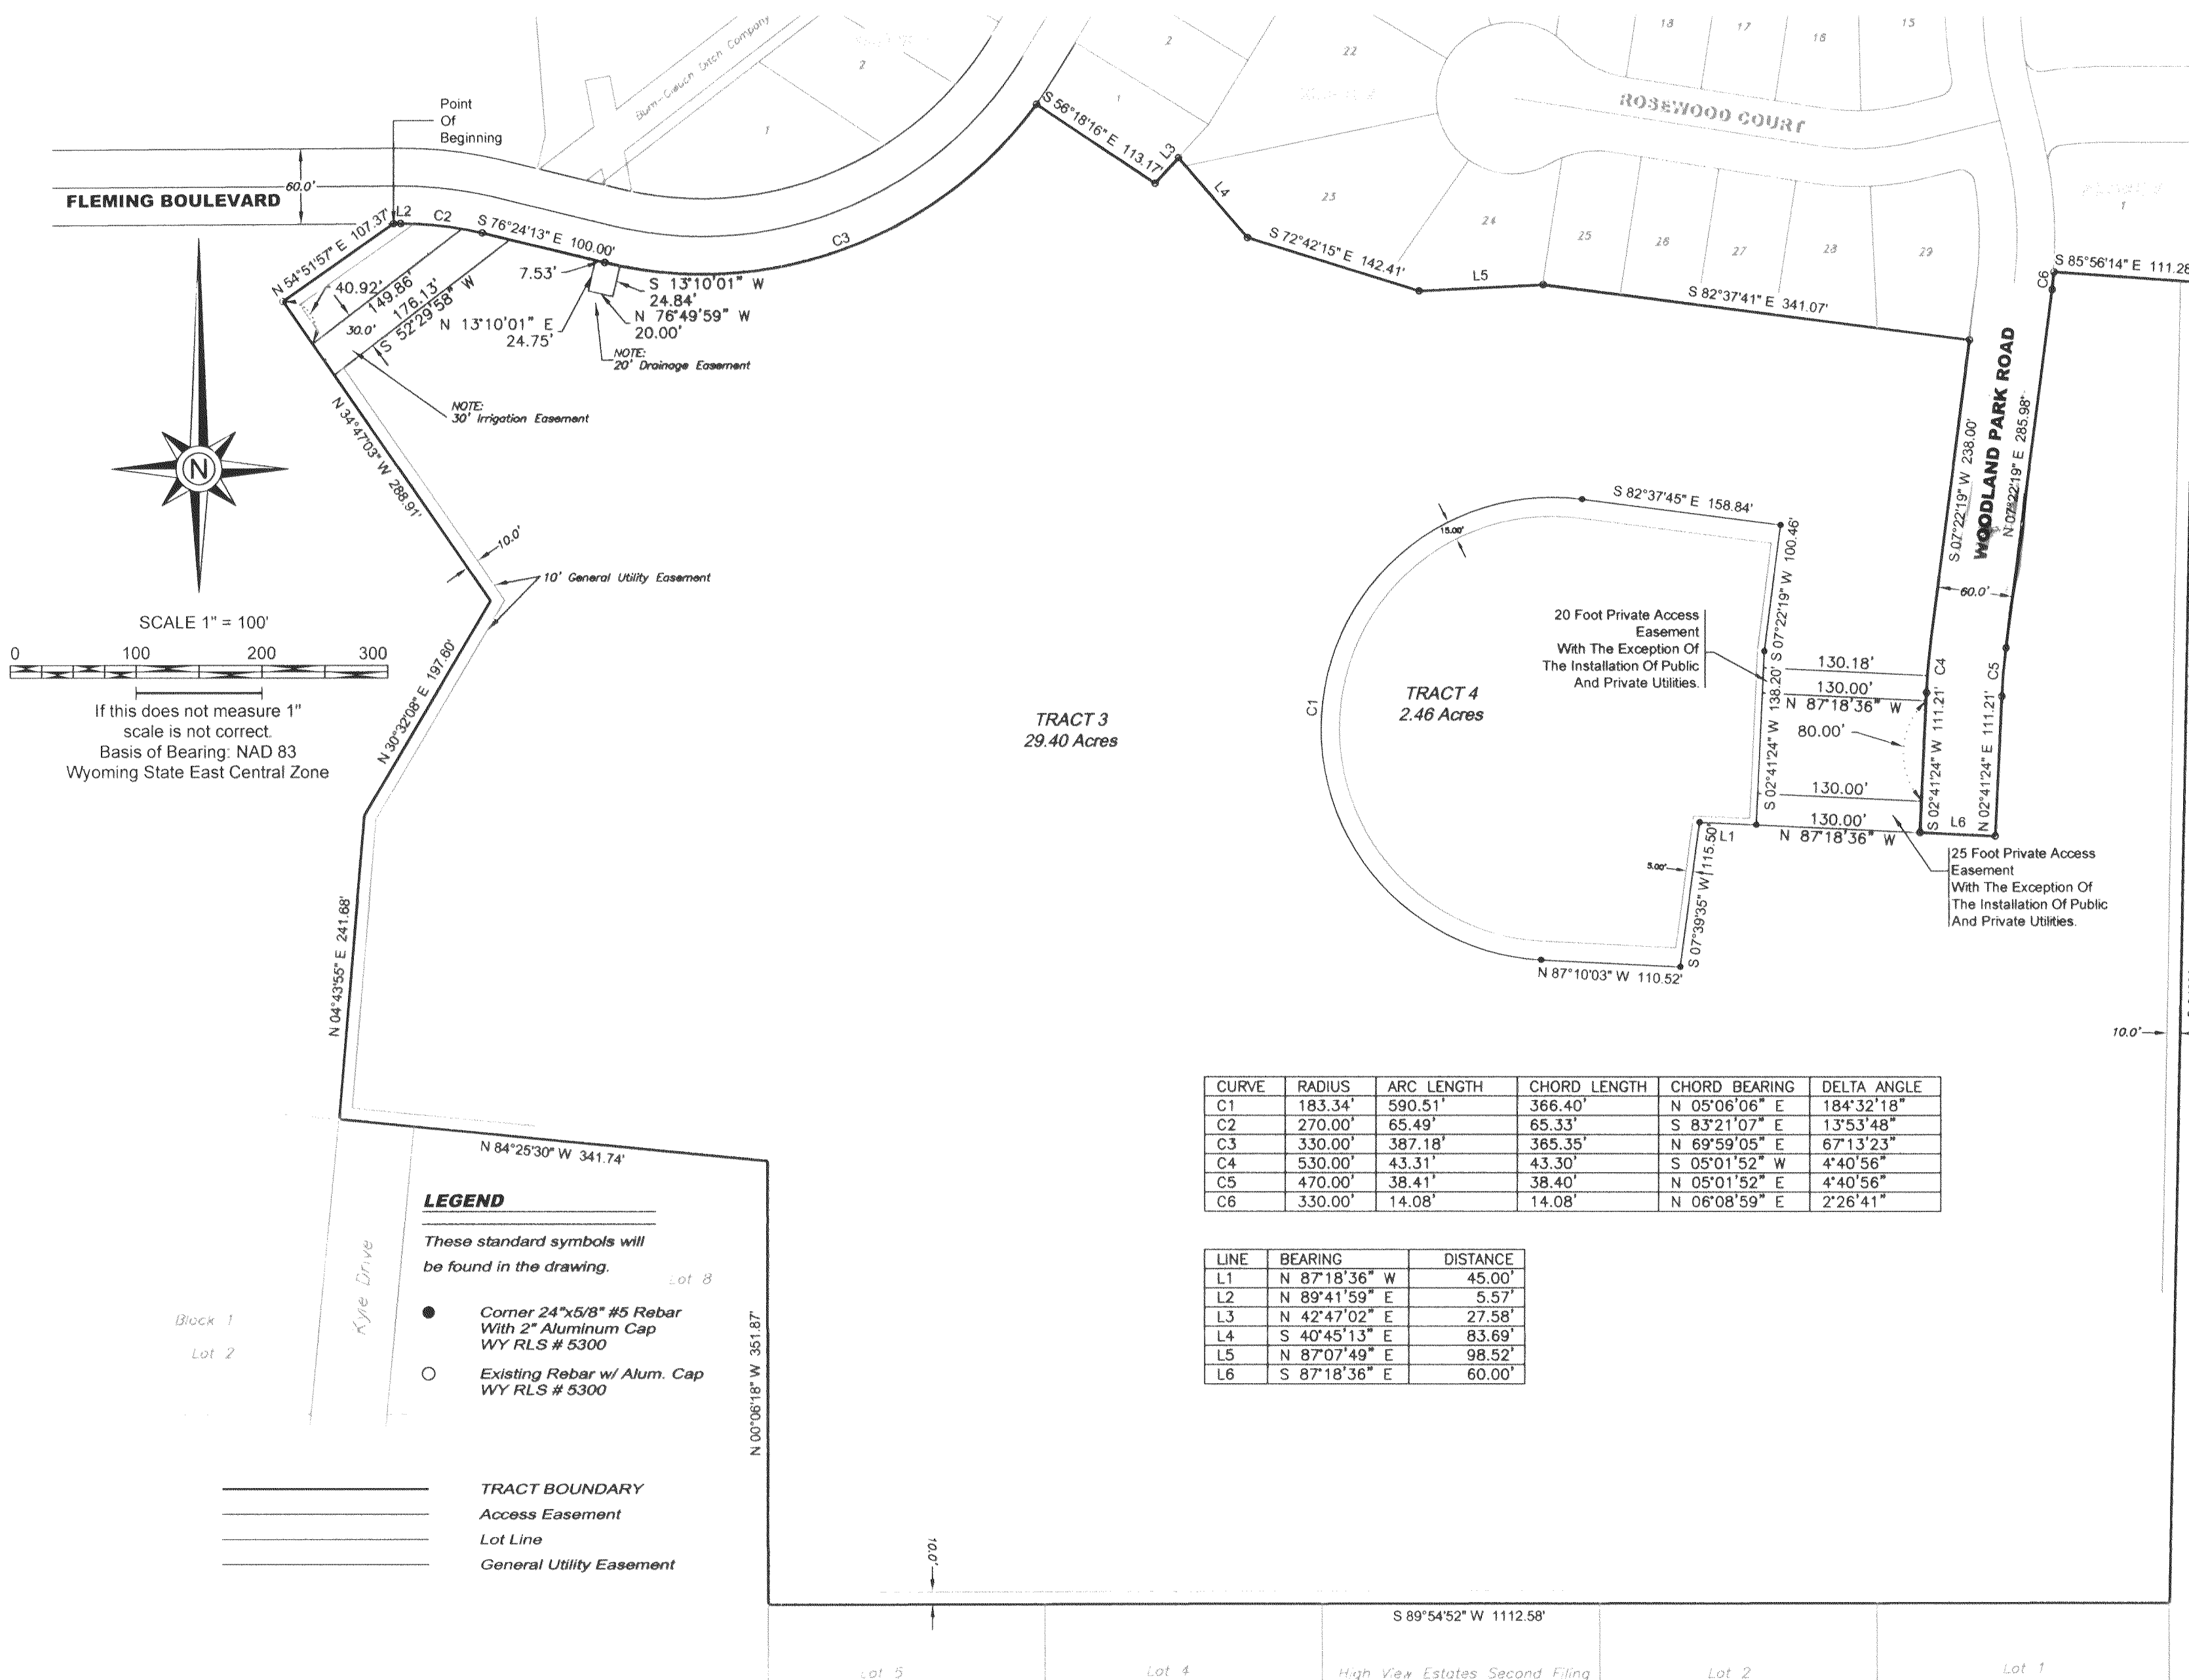 Point
Of
Beginning
Burn-Clauch Ditch Company
2
1
2
1
22
18
17
16
15
ROSEWOOD COURT
23
24
25
26
27
28
29
1
FLEMING BOULEVARD
60.0'
N 54°51'57" E 107.37'
L2
C2
S 76°24'13" E 100.00'
C3
S 56°18'16" E 113.17'
L3
L4
S 72°42'15" E 142.41'
L5
S 82°37'41" E 341.07'
C6
S 85°56'14" E 111.28
40.92'
149.86'
176.13'
S 52°29'58" W
30.0'
7.53'
S 13°10'01" W
24.84'
N 76°49'59" W
20.00'
N 13°10'01" E
24.75'
NOTE:
20' Drainage Easement
NOTE:
30' Irrigation Easement
N 34°47'03" W 288.91'
10.0'
10' General Utility Easement
N 30°32'08" E 197.60'
N 04°43'55" E 241.68'
N
SCALE 1" = 100'
0 100 200 300
If this does not measure 1"
scale is not correct.
Basis of Bearing: NAD 83
Wyoming State East Central Zone
TRACT 3
29.40 Acres
TRACT 4
2.46 Acres
C1
15.00'
S 82°37'45" E 158.84'
S 07°22'19" W 100.46'
S 02°41'24" W 138.20'
L1
S 07°39'35" W 115.50'
5.00'
N 87°10'03" W 110.52'
20 Foot Private Access
Easement
With The Exception Of
The Installation Of Public
And Private Utilities.
130.18'
130.00'
N 87°18'36" W
80.00'
130.00'
130.00'
N 87°18'36" W
S 07°22'19" W 238.00'
WOODLAND PARK ROAD
N 07°22'19" E 285.98'
60.0'
C4
C5
S 02°41'24" W 111.21'
N 02°41'24" E 111.21'
L6
25 Foot Private Access
Easement
With The Exception Of
The Installation Of Public
And Private Utilities.
10.0'
CURVE RADIUS ARC LENGTH CHORD LENGTH CHORD BEARING DELTA ANGLE
C1 183.34' 590.51' 366.40' N 05°06'06" E 184°32'18"
C2 270.00' 65.49' 65.33' S 83°21'07" E 13°53'48"
C3 330.00' 387.18' 365.35' N 69°59'05" E 67°13'23"
C4 530.00' 43.31' 43.30' S 05°01'52" W 4°40'56"
C5 470.00' 38.41' 38.40' N 05°01'52" E 4°40'56"
C6 330.00' 14.08' 14.08' N 06°08'59" E 2°26'41"
LINE BEARING DISTANCE
L1 N 87°18'36" W 45.00'
L2 N 89°41'59" E 5.57'
L3 N 42°47'02" E 27.58'
L4 S 40°45'13" E 83.69'
L5 N 87°07'49" E 98.52'
L6 S 87°18'36" E 60.00'
N 84°25'30" W 341.74'
LEGEND
These standard symbols will
be found in the drawing.
Corner 24"x5/8" #5 Rebar
With 2" Aluminum Cap
WY RLS # 5300
Existing Rebar w/ Alum. Cap
WY RLS # 5300
TRACT BOUNDARY
Access Easement
Lot Line
General Utility Easement
Block 1
Lot 2
Kyle Drive
Lot 8
N 00°06'18" W 351.87'
10.0'
S 89°54'52" W 1112.58'
Lot 5
Lot 4
High View Estates Second Filing
Lot 2
Lot 1